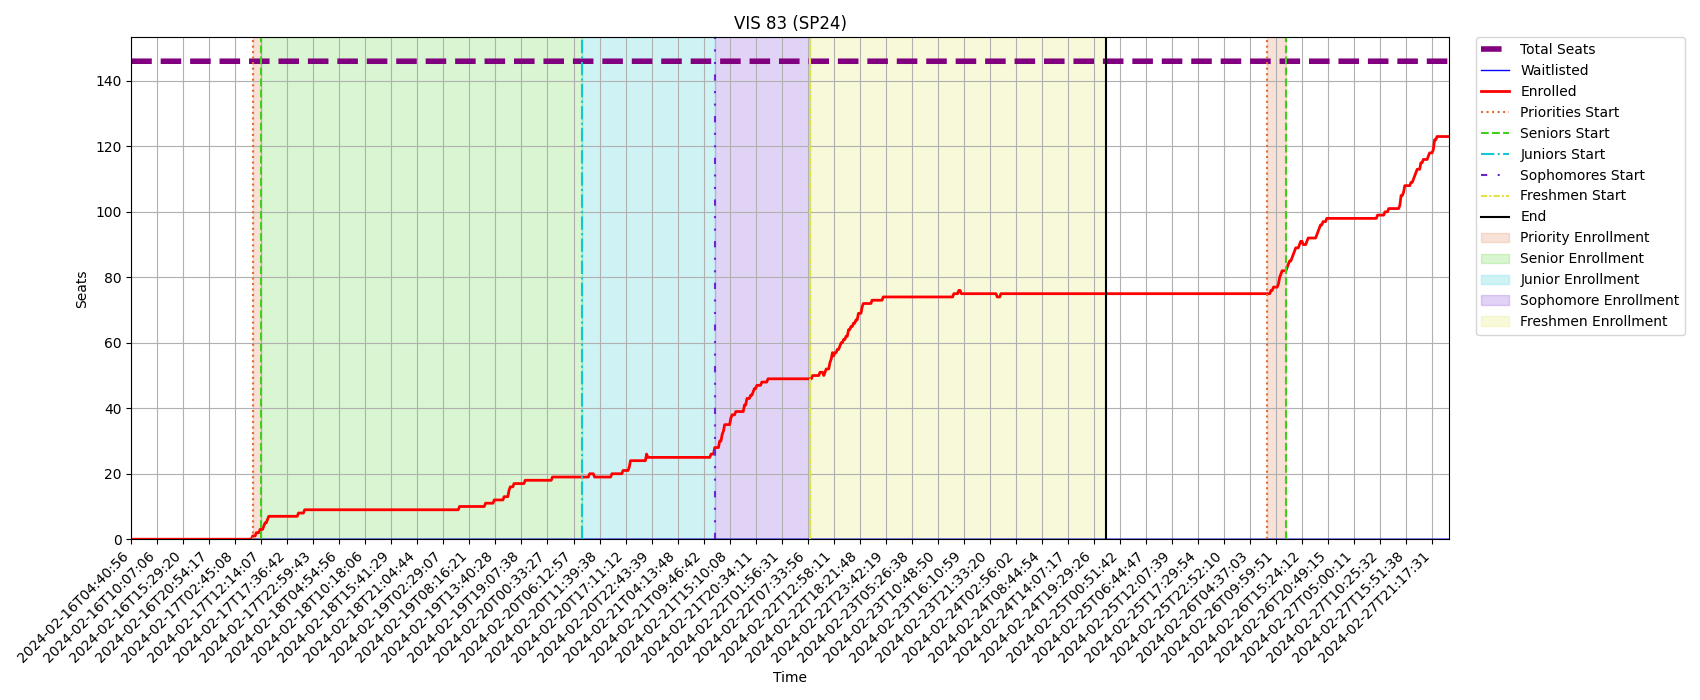 VIS 83 (SP24)
Seats
140
120
100
80
60
40
20
0
2024-02-16T04:40:56
2024-02-16T10:07:06
2024-02-16T15:29:20
2024-02-16T20:54:17
2024-02-17T02:45:08
2024-02-17T12:14:07
2024-02-17T17:36:42
2024-02-17T22:59:43
2024-02-18T04:54:56
2024-02-18T10:18:06
2024-02-18T15:41:29
2024-02-18T21:04:44
2024-02-19T02:29:07
2024-02-19T08:16:21
2024-02-19T13:40:28
2024-02-19T19:07:38
2024-02-20T00:33:27
2024-02-20T06:12:57
2024-02-20T11:39:38
2024-02-20T17:11:12
2024-02-20T22:43:39
2024-02-21T04:13:48
2024-02-21T09:46:42
2024-02-21T15:10:08
2024-02-21T20:34:11
2024-02-22T01:56:31
2024-02-22T07:33:56
2024-02-22T12:58:11
2024-02-22T18:21:48
2024-02-22T23:42:19
2024-02-23T05:26:38
2024-02-23T10:48:50
2024-02-23T16:10:59
2024-02-23T21:33:20
2024-02-24T02:56:02
2024-02-24T08:44:54
2024-02-24T14:07:17
2024-02-24T19:29:26
2024-02-25T00:51:42
2024-02-25T06:44:47
2024-02-25T12:07:39
2024-02-25T17:29:54
2024-02-25T22:52:10
2024-02-26T04:37:03
2024-02-26T09:59:51
2024-02-26T15:24:12
2024-02-26T20:49:15
2024-02-27T05:00:11
2024-02-27T10:25:32
2024-02-27T15:51:38
2024-02-27T21:17:31
Time
Total Seats
Waitlisted
Enrolled
Priorities Start
Seniors Start
Juniors Start
Sophomores Start
Freshmen Start
End
Priority Enrollment
Senior Enrollment
Junior Enrollment
Sophomore Enrollment
Freshmen Enrollment